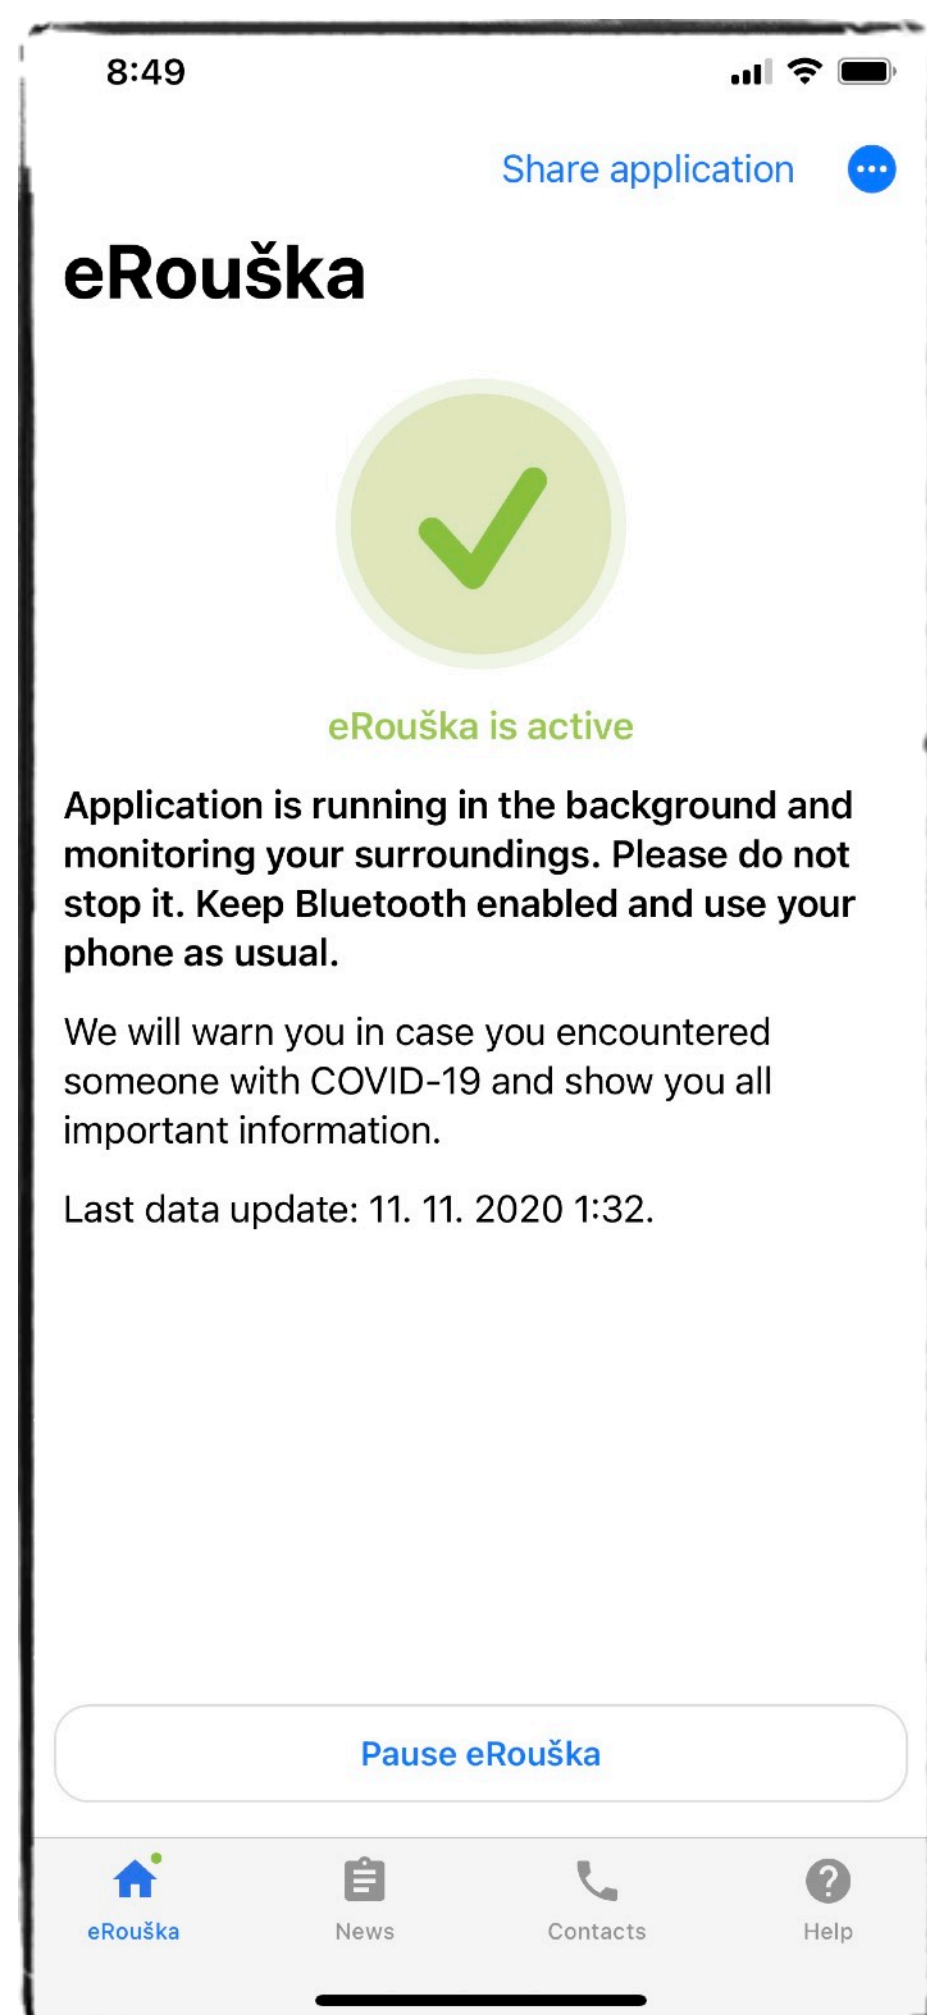 8:49
Share application
eRouška
eRouška is active
Application is running in the background and
monitoring your surroundings. Please do not
stop it. Keep Bluetooth enabled and use your
phone as usual.
We will warn you in case you encountered
someone with COVID-19 and show you all
important information.
Last data update: 11. 11. 2020 1:32.
Pause eRouška
eRouška
News
Contacts
Help